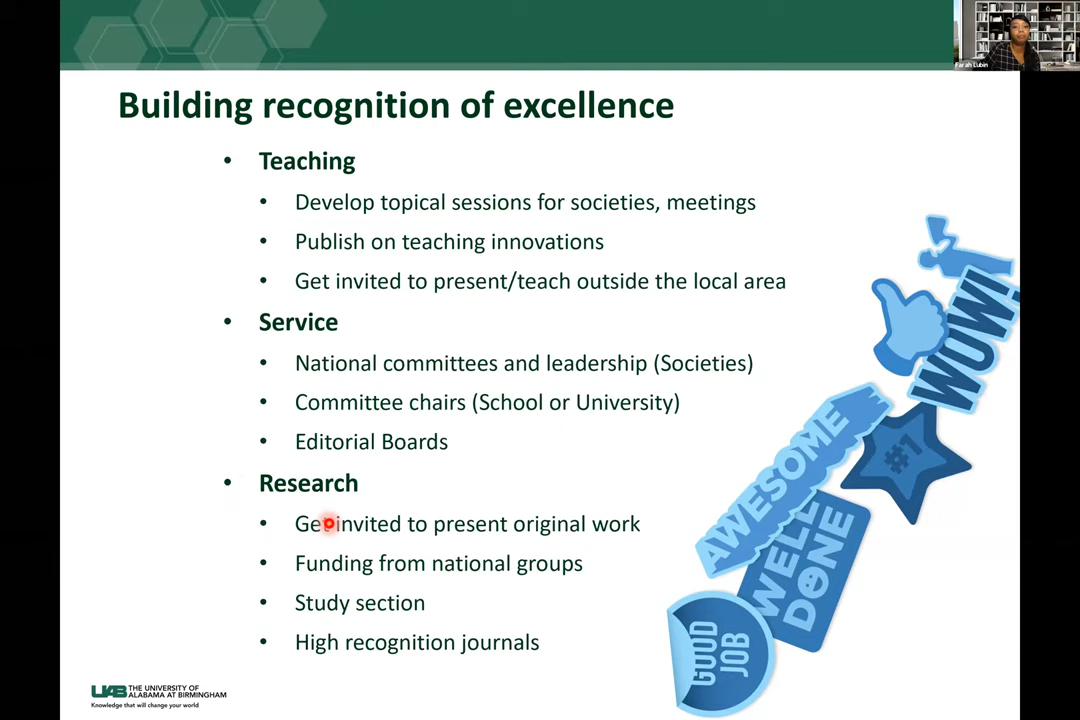 Farah Lubin
Building recognition of excellence
• Teaching
• Develop topical sessions for societies, meetings
• Publish on teaching innovations
• Get invited to present/teach outside the local area
• Service
• National committees and leadership (Societies)
• Committee chairs (School or University)
• Editorial Boards
• Research
• Get invited to present original work
• Funding from national groups
• Study section
• High recognition journals
WOW!
AWESOME
#1
WELL
DONE
GOOD
JOB
UAB THE UNIVERSITY OF
ALABAMA AT BIRMINGHAM
Knowledge that will change your world